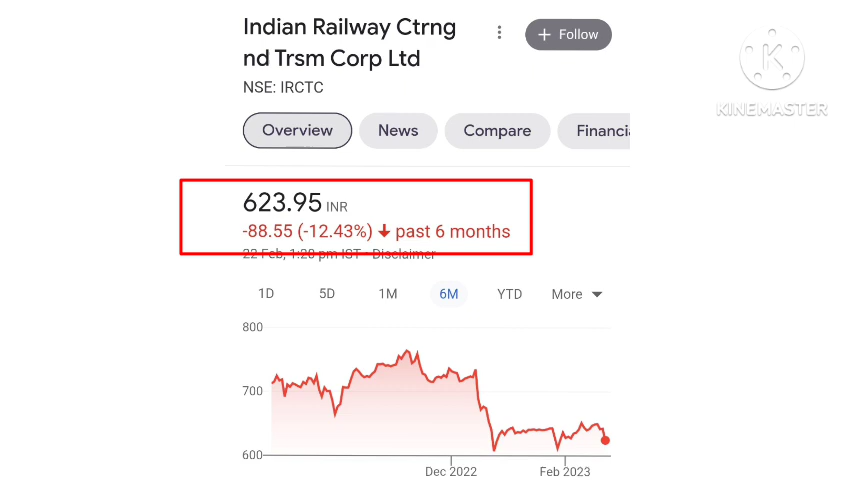 Indian Railway Ctrng
nd Trsm Corp Ltd
+ Follow
NSE: IRCTC
KINEMASTER
Overview
News
Compare
Financia
623.95 INR
-88.55 (-12.43%) ↓ past 6 months
22 Feb, 1:28 pm IST • Disclaimer
1D 5D 1M 6M YTD More
800
700
600
Dec 2022 Feb 2023